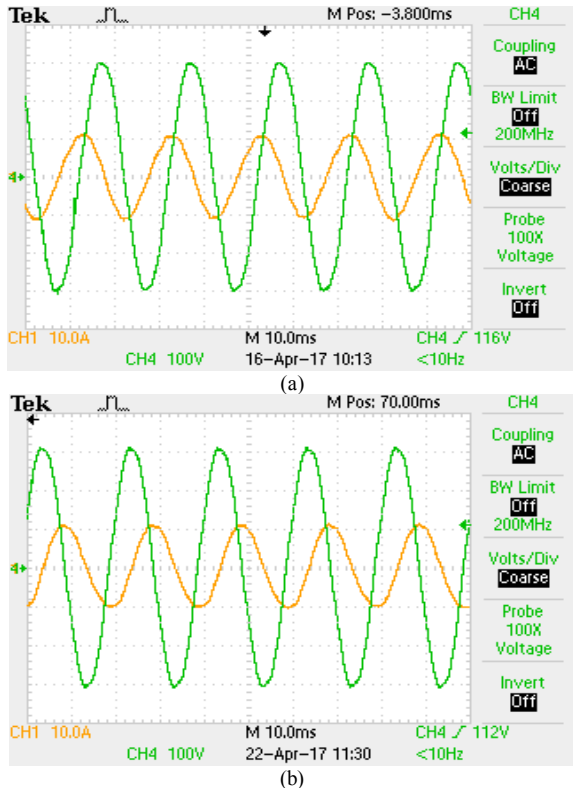 Tek M Pos: -3.800ms CH4
Coupling
AC
BW Limit
Off
200MHz
Volts/Div
Coarse
Probe
100X
Voltage
Invert
Off
4
CH1 10.0A M 10.0ms CH4 116V
CH4 100V 16-Apr-17 10:13 <10Hz
(a)
Tek M Pos: 70.00ms CH4
Coupling
AC
BW Limit
Off
200MHz
Volts/Div
Coarse
Probe
100X
Voltage
Invert
Off
4
CH1 10.0A M 10.0ms CH4 112V
CH4 100V 22-Apr-17 11:30 <10Hz
(b)